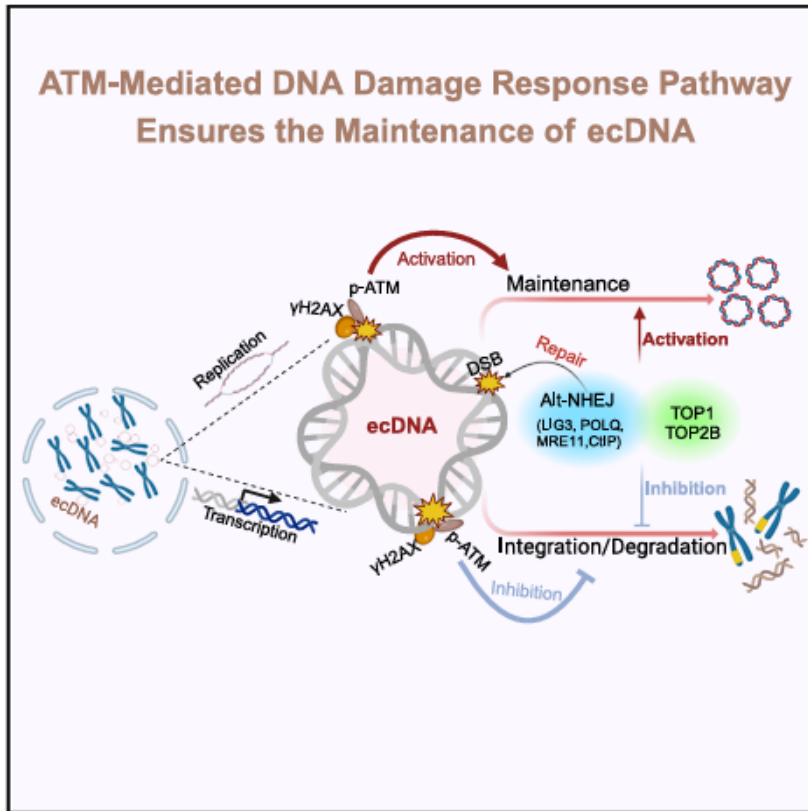 ATM-Mediated DNA Damage Response Pathway
Ensures the Maintenance of ecDNA
Activation
p-ATM
γH2AX
Maintenance
Activation
Replication
DSB
Repair
Alt-NHEJ
(LIG3, POLQ,
MRE11,CtIP)
TOP1
TOP2B
ecDNA
ecDNA
Transcription
Inhibition
γH2AX
p-ATM
Integration/Degradation
Inhibition